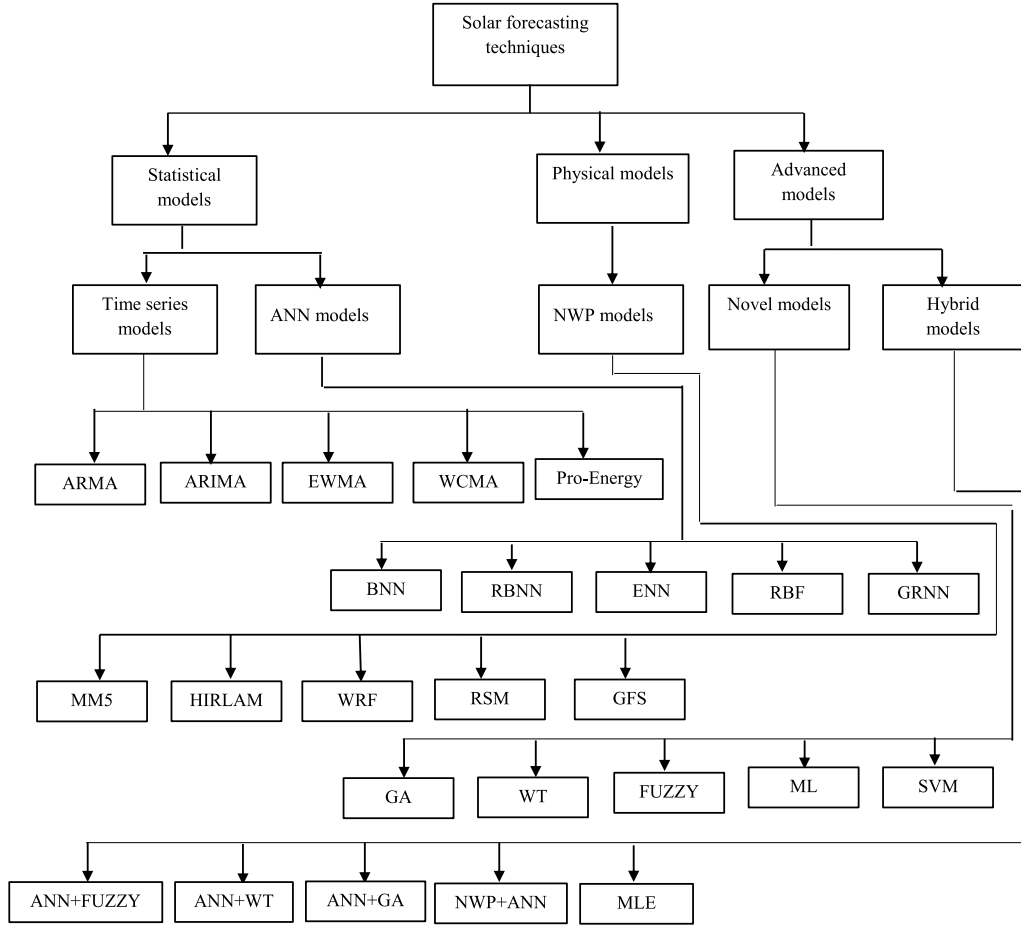 Solar forecasting
techniques
Statistical
models
Physical models
Advanced
models
Time series
models
ANN models
NWP models
Novel models
Hybrid
models
ARMA
ARIMA
EWMA
WCMA
Pro-Energy
BNN
RBNN
ENN
RBF
GRNN
MM5
HIRLAM
WRF
RSM
GFS
GA
WT
FUZZY
ML
SVM
ANN+FUZZY
ANN+WT
ANN+GA
NWP+ANN
MLE